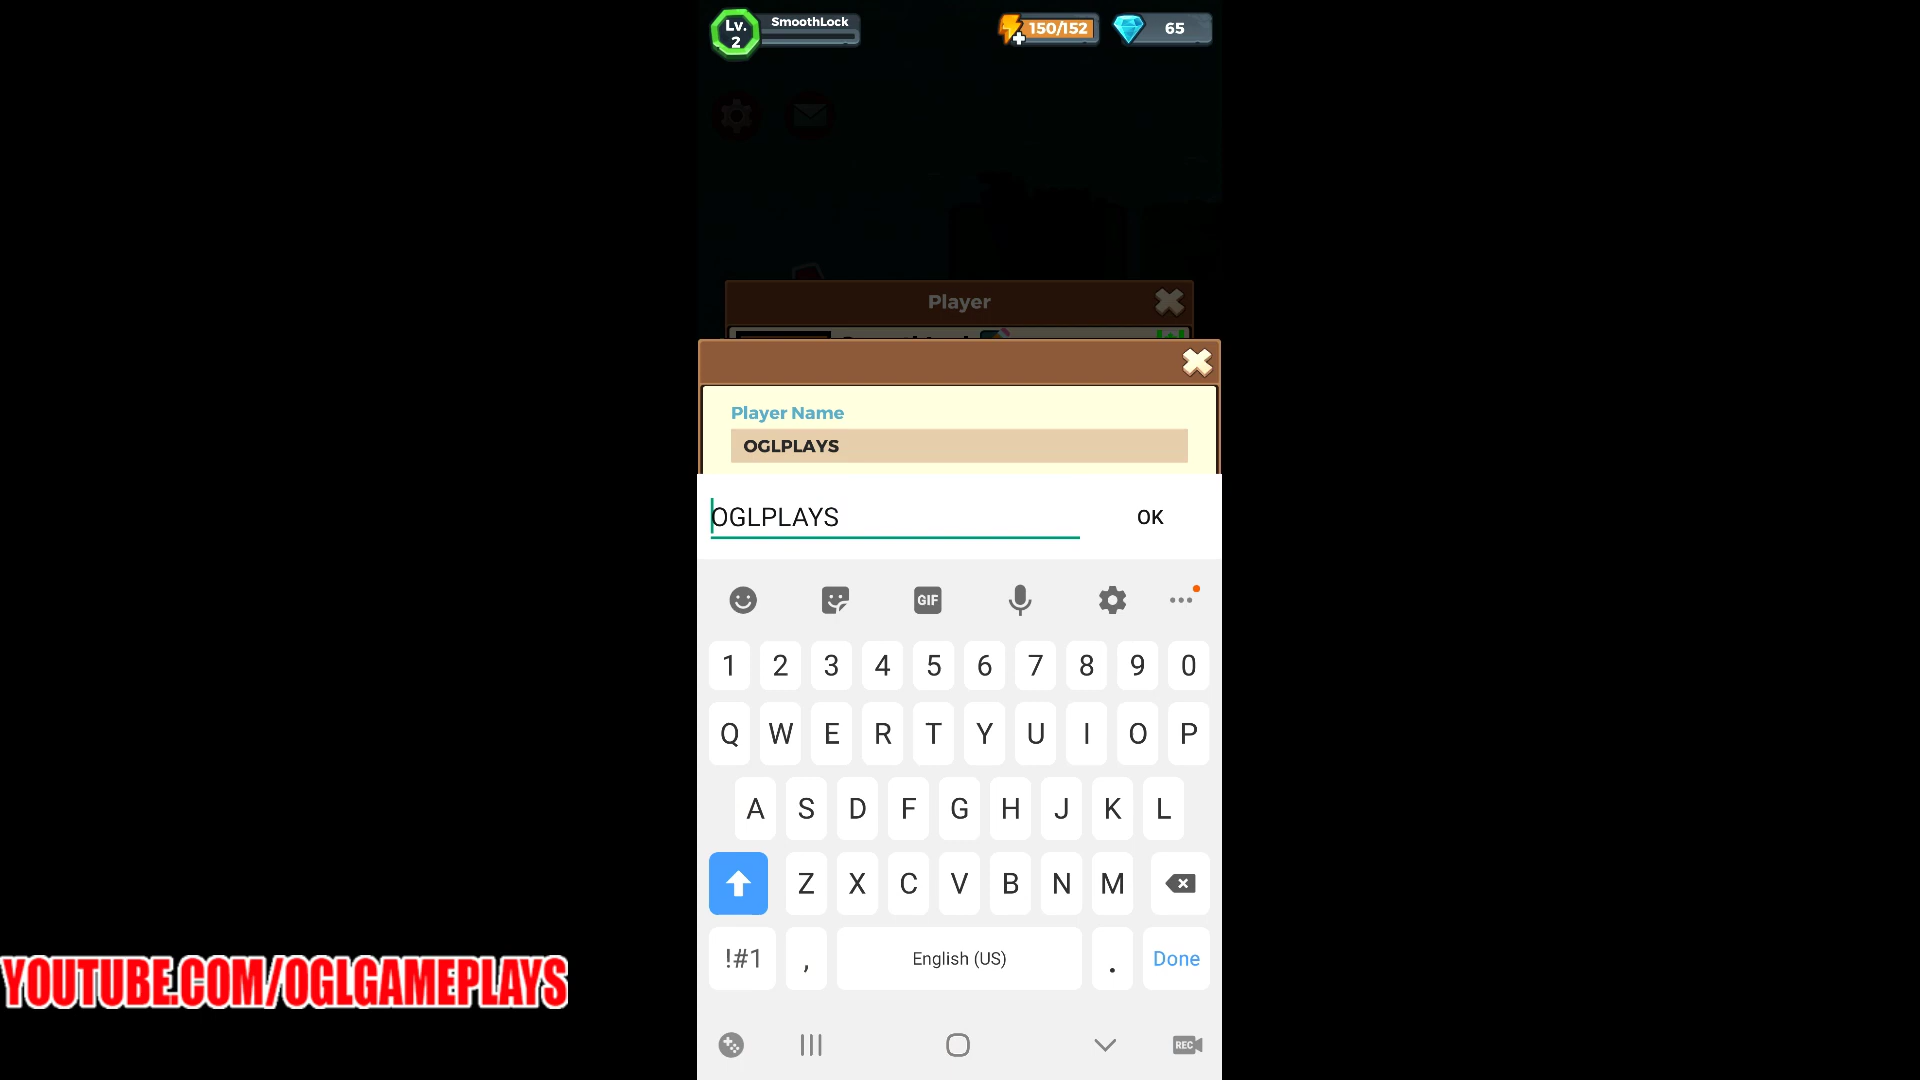 Lv.
2
SmoothLock
150/152
65
Player
Player Name
OGLPLAYS
OGLPLAYS
OK
GIF
1 2 3 4 5 6 7 8 9 0
Q W E R T Y U I O P
A S D F G H J K L
Z X C V B N M
!#1 , English (US) . Done
YOUTUBE.COM/OGLGAMEPLAYS
REC